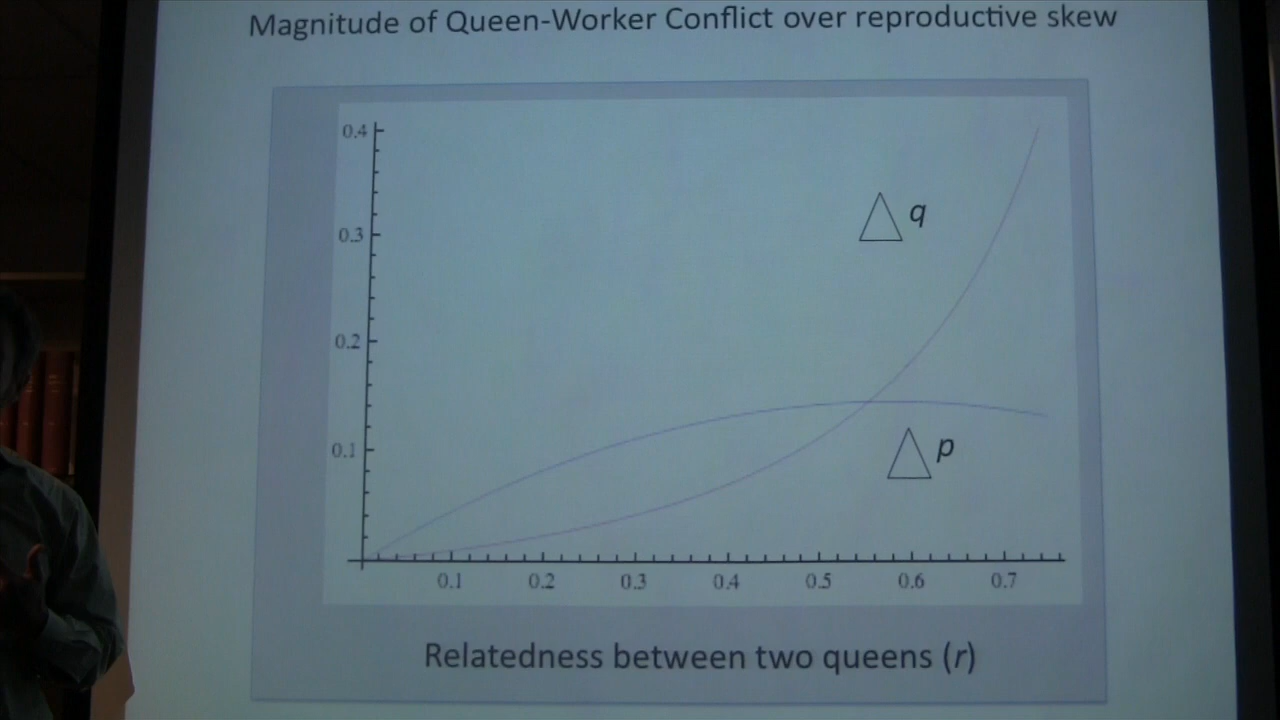 Magnitude of Queen-Worker Conflict over reproductive skew
0.4
0.3
0.2
0.1
△ q
△ p
0.1 0.2 0.3 0.4 0.5 0.6 0.7
Relatedness between two queens (r)